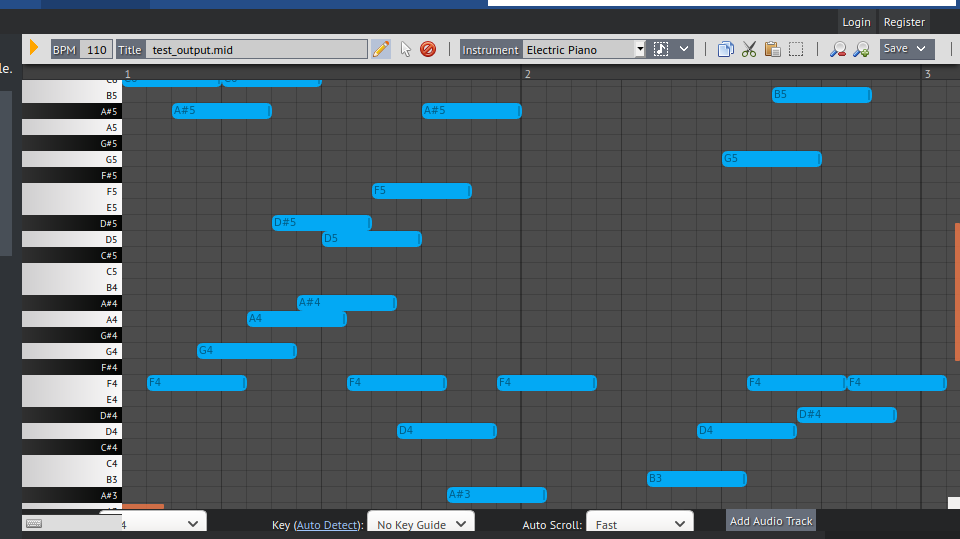 Login Register
le.
BPM 110 Title test_output.mid Instrument Electric Piano Save
1 2 3
C6
B5 B5
A#5 A#5 A#5
A5
G#5
G5 G5
F#5
F5 F5
E5
D#5 D#5
D5 D5
C#5
C5
B4
A#4 A#4
A4 A4
G#4
G4 G4
F#4
F4 F4 F4 F4 F4 F4
E4
D#4 D#4
D4 D4 D4
C#4
C4
B3 B3
A#3 A#3
4 Key (Auto Detect): No Key Guide Auto Scroll: Fast Add Audio Track